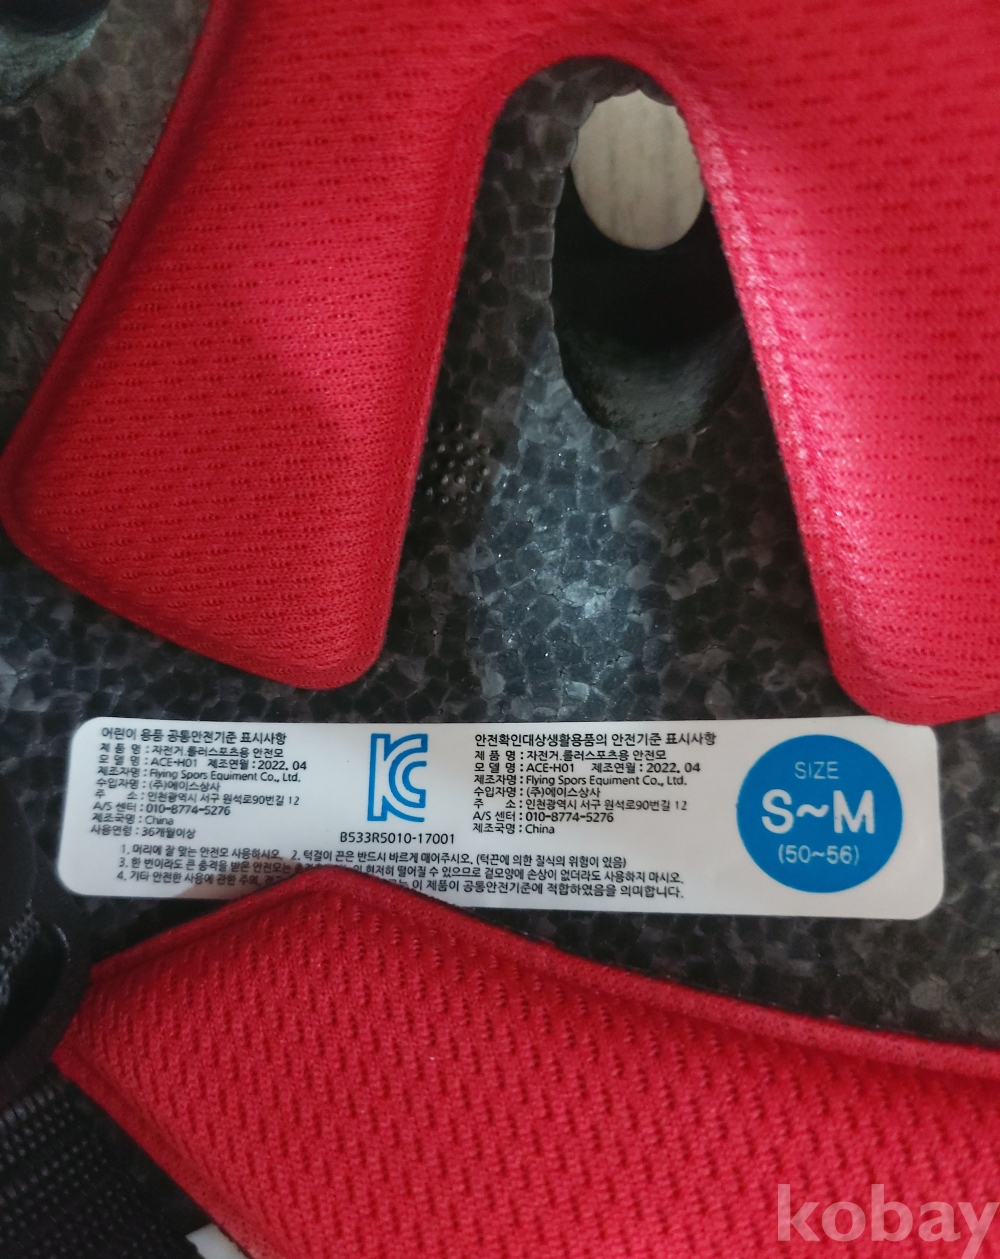 어린이 용품 공통안전기준 표시사항
제 품 명 : 자전거.롤러스포츠용 안전모
모 델 명 : ACE-H01 제조연월 : 2022. 04
제조자명 : Flying Spors Equiment Co., Ltd.
수입자명 : (주)에이스상사
주 소 : 인천광역시 서구 원석로90번길 12
A/S 센터 : 010-8774-5276
제조국명 : China
사용연령 : 36개월이상
KC
B533R5010-17001
안전확인대상생활용품의 안전기준 표시사항
제 품 명 : 자전거.롤러스포츠용 안전모
모 델 명 : ACE-H01 제조연월 : 2022. 04
제조자명 : Flying Spors Equiment Co., Ltd.
수입자명 : (주)에이스상사
주 소 : 인천광역시 서구 원석로90번길 12
A/S 센터 : 010-8774-5276
제조국명 : China
1. 머리에 잘 맞는 안전모 사용하시오. 2. 턱걸이 끈은 반드시 바르게 매어주시오. (턱끈에 의한 질식의 위험이 있음)
3. 한 번이라도 큰 충격을 받은 안전모는 현저히 떨어질 수 있으므로 겉모양에 손상이 없더라도 사용하지 마시오.
4. 기타 안전한 사용에 관한 주의, 이 제품이 공통안전기준에 적합하였음을 의미합니다.
SIZE
S~M
(50~56)
kobay